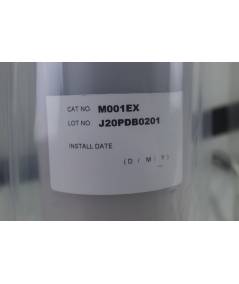 CAT NO. M001EX
LOT NO. J20PDB0201
INSTALL DATE
(D / M / Y)